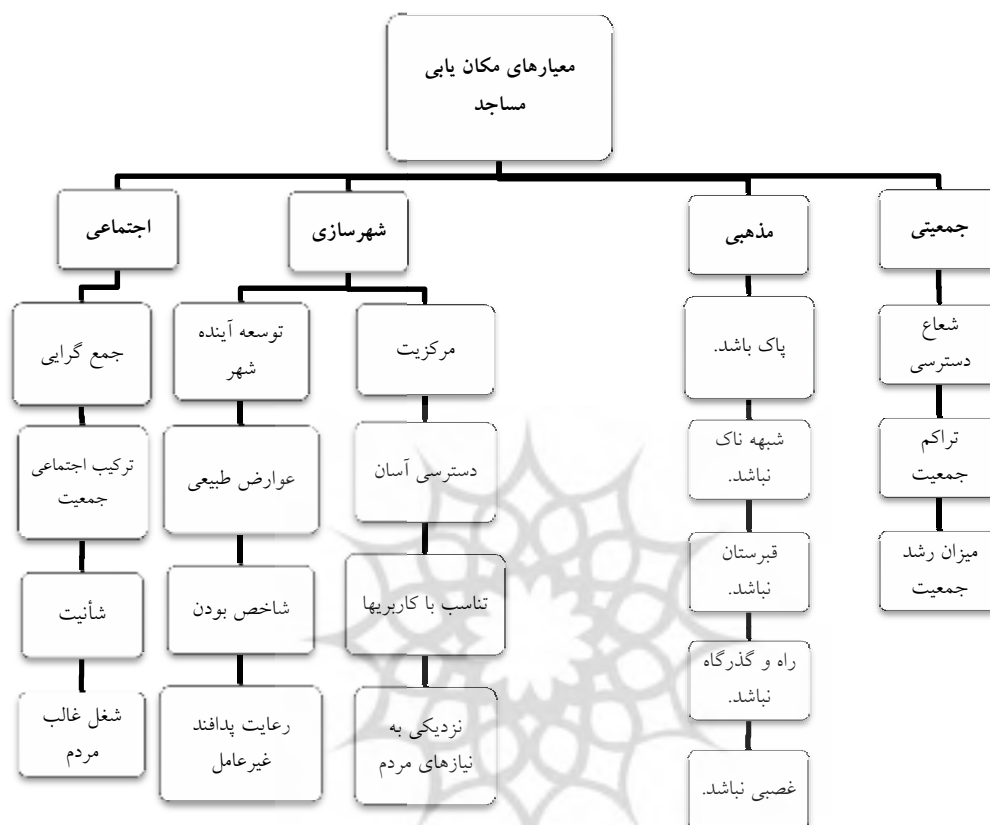 معیارهای مکان یابی
مساجد
جمعیتی
مذهبی
شهرسازی
اجتماعی
شعاع
دسترسی
تراکم
جمعیت
میزان رشد
جمعیت
پاک باشد.
شبهه ناک
نباشد.
قبرستان
نباشد.
راه و گذرگاه
نباشد.
غصبی نباشد.
مرکزیت
دسترسی آسان
تناسب با کاربریها
نزدیکی به
نیازهای مردم
توسعه آینده
شهر
عوارض طبیعی
شاخص بودن
رعایت پدافند
غیرعامل
جمع گرایی
ترکیب اجتماعی
جمعیت
شأنیت
شغل غالب
مردم